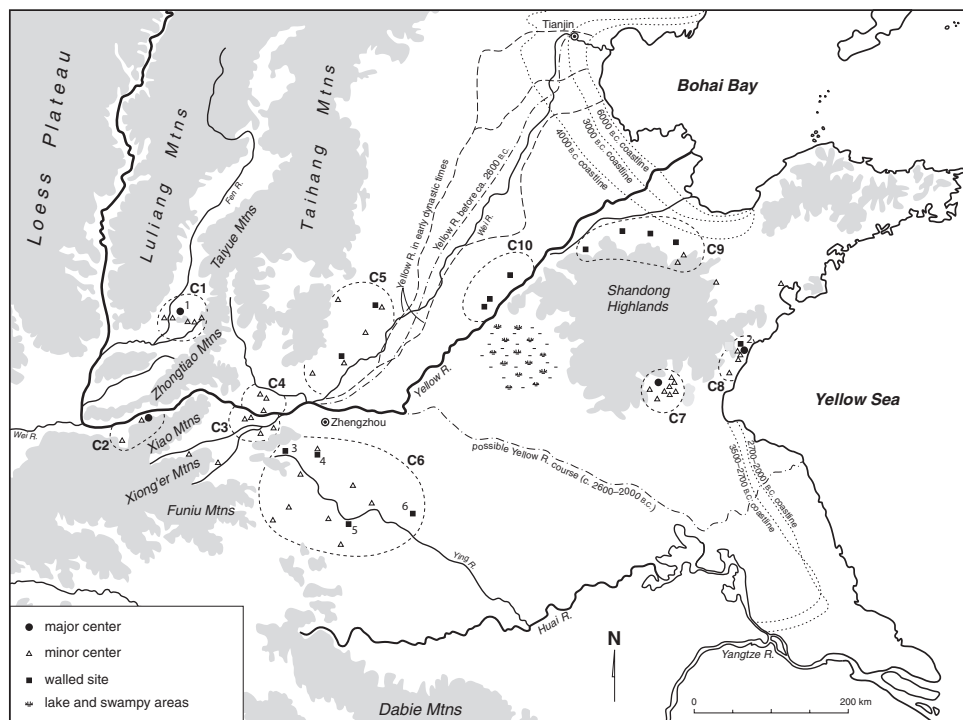 Tianjin
Bohai Bay
Loess Plateau
Luliang Mtns
Taihang Mtns
Fen R.
Taiyue Mtns
Yellow R. in early dynastic times
Yellow R. before ca. 2600 B.C.
Wei R.
6000 B.C. coastline
3000 B.C. coastline
4000 B.C. coastline
C10
C9
C5
C1
1
Shandong
Highlands
Zhongtiao Mtns
2
C8
C4
Yellow R.
C7
Yellow Sea
Wei R.
C2
Xiao Mtns
C3
Zhengzhou
Xiong'er Mtns
3
4
C6
possible Yellow R. course (c. 2600–2000 B.C.)
2700–2000) B.C. coastline
3500–2700 B.C. coastline
Funiu Mtns
6
5
Ying R.
Huai R.
N
Yangtze R.
major center
minor center
walled site
lake and swampy areas
Dabie Mtns
0 200 km